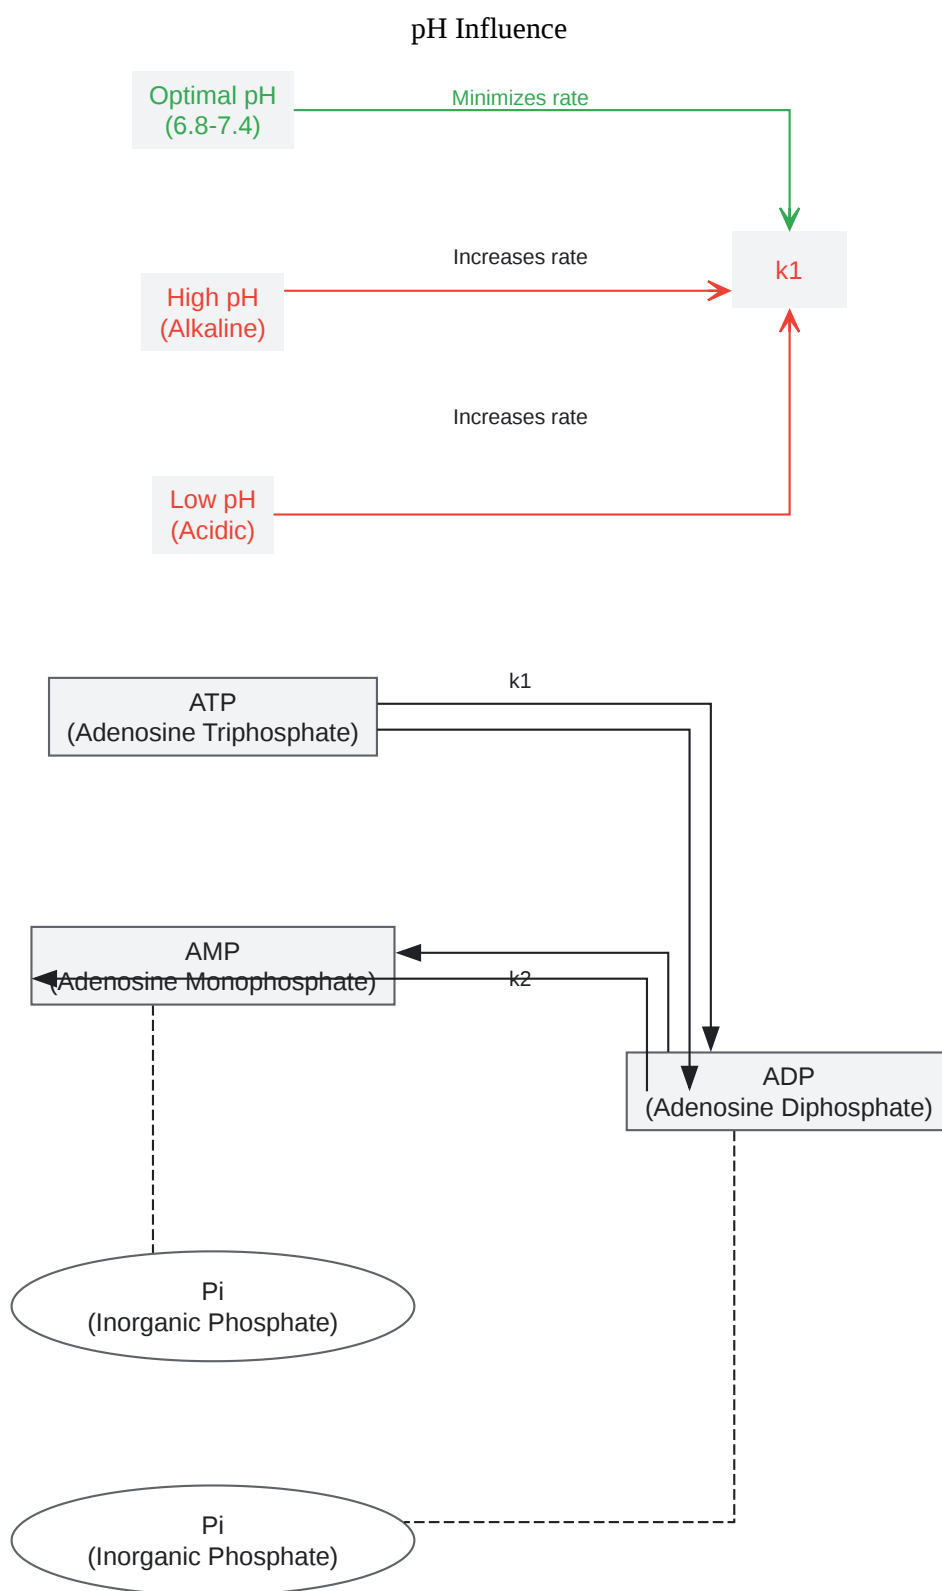 pH Influence
Optimal pH
(6.8-7.4)
Minimizes rate
Increases rate
k1
High pH
(Alkaline)
Increases rate
Low pH
(Acidic)
k1
ATP
(Adenosine Triphosphate)
AMP
(Adenosine Monophosphate)
k2
ADP
(Adenosine Diphosphate)
Pi
(Inorganic Phosphate)
Pi
(Inorganic Phosphate)